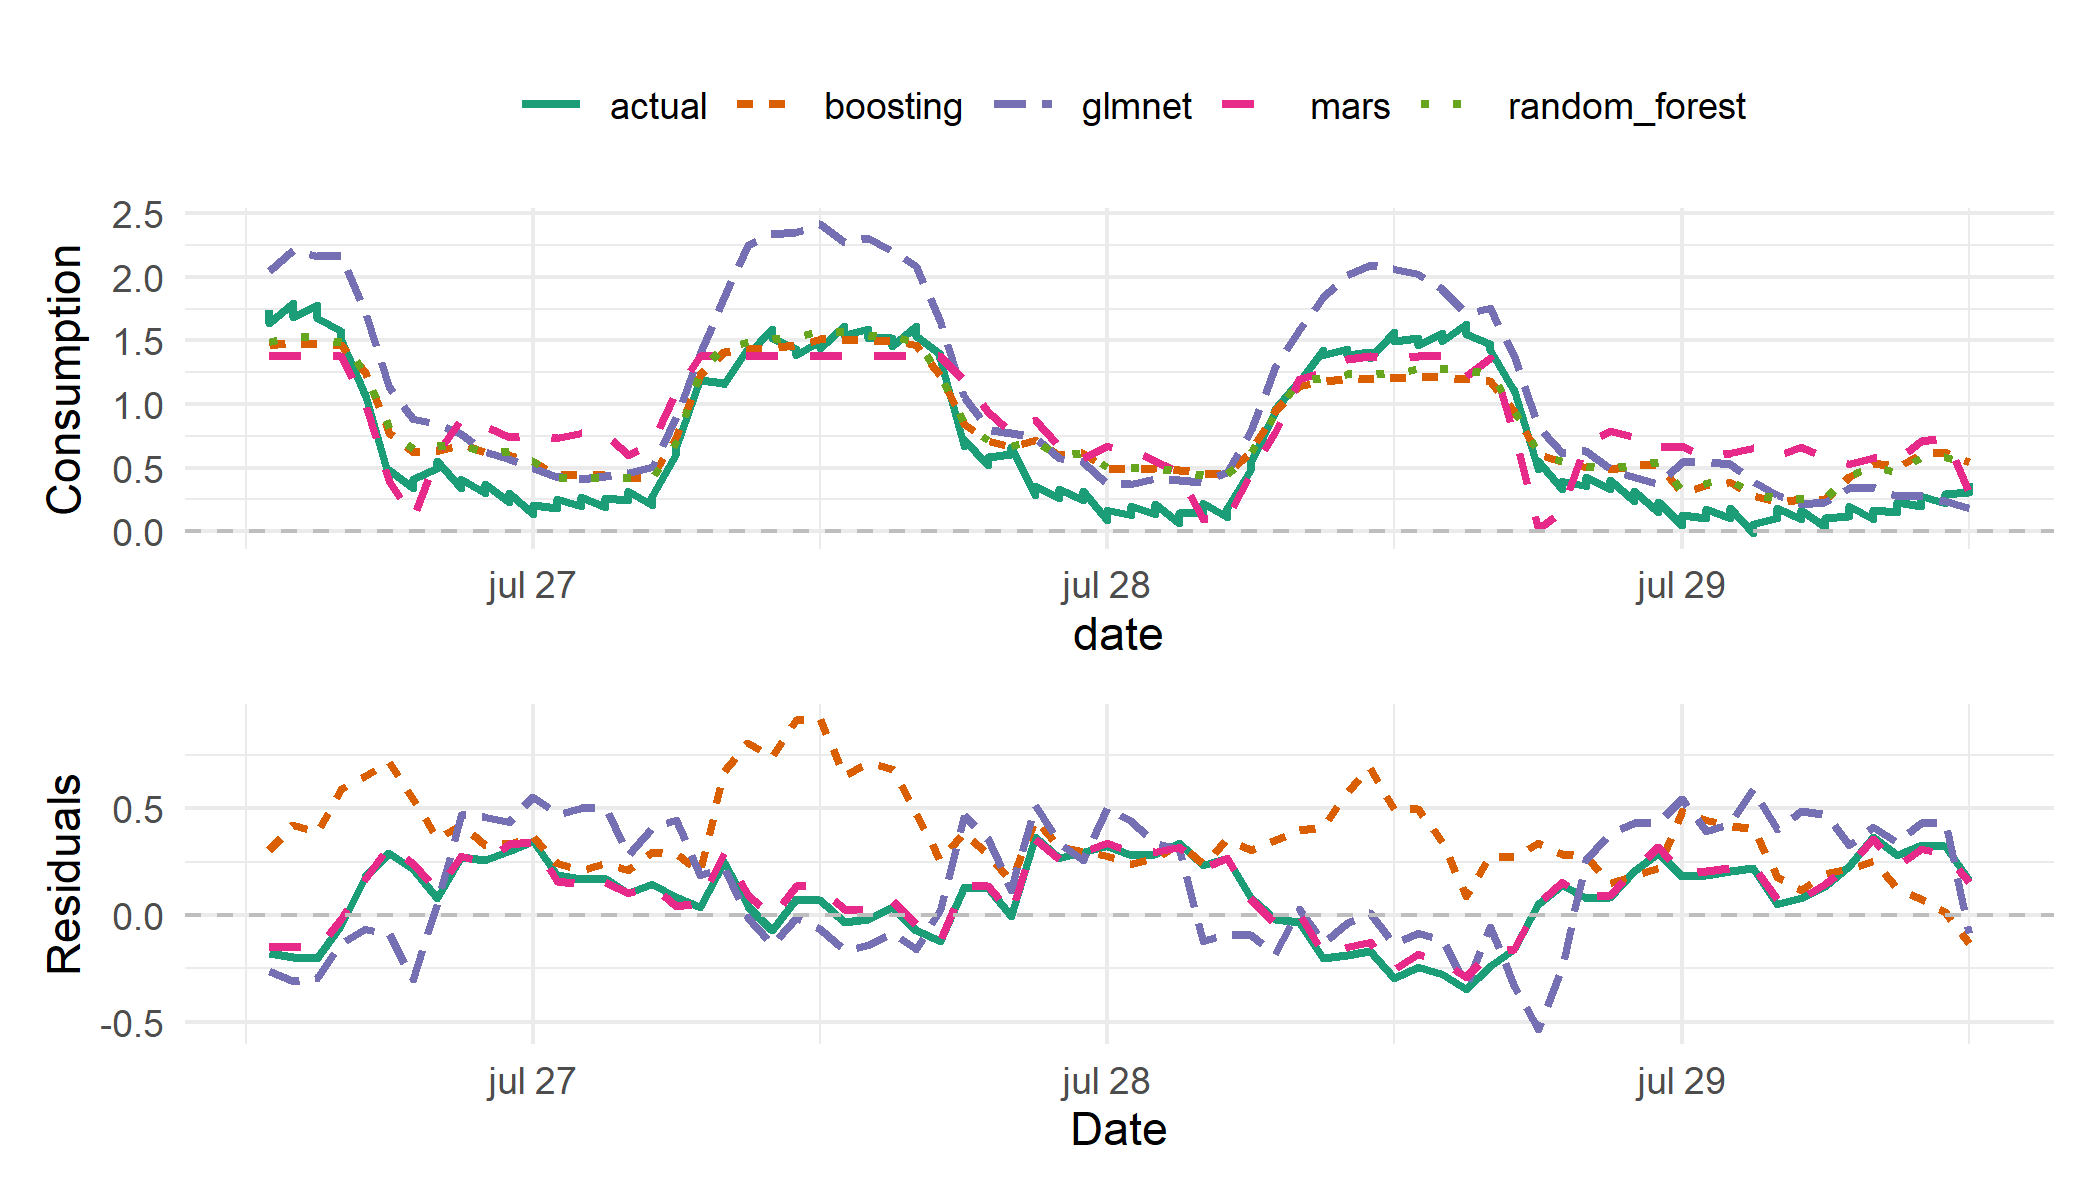 actual boosting glmnet mars random_forest
Consumption
2.5
2.0
1.5
1.0
0.5
0.0
jul 27 jul 28 jul 29
date
Residuals
0.5
0.0
-0.5
jul 27 jul 28 jul 29
Date